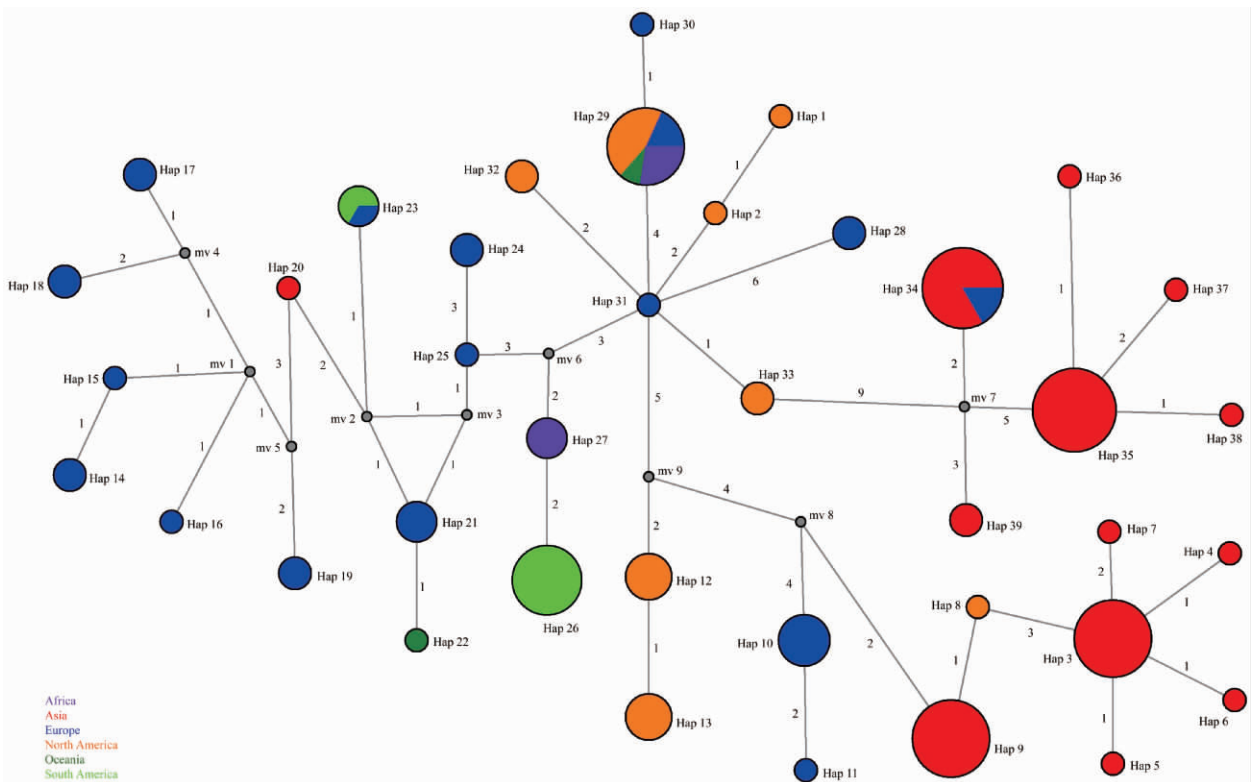 Hap 30
1
Hap 29
Hap 1
Hap 17
Hap 32
1
Hap 36
Hap 23
Hap 2
1
2
4
2
Hap 28
mv 4
Hap 24
2
Hap 20
6
Hap 34
Hap 18
1
Hap 37
Hap 31
1
3
1
2
3
3
1
Hap 25
3
mv 6
2
mv 1
3
2
Hap 15
1
1
Hap 33
9
mv 7
1
2
5
1
1
1
mv 2
mv 3
5
Hap 38
1
mv 5
Hap 27
Hap 35
1
1
3
Hap 14
1
mv 9
4
2
Hap 16
Hap 21
2
mv 8
Hap 39
Hap 7
Hap 4
2
2
Hap 19
1
Hap 12
4
1
Hap 8
Hap 26
2
3
Hap 22
Hap 10
1
Hap 3
1
1
Hap 6
Africa
1
Asia
Hap 13
2
Hap 9
Europe
North America
Hap 5
Oceania
Hap 11
South America